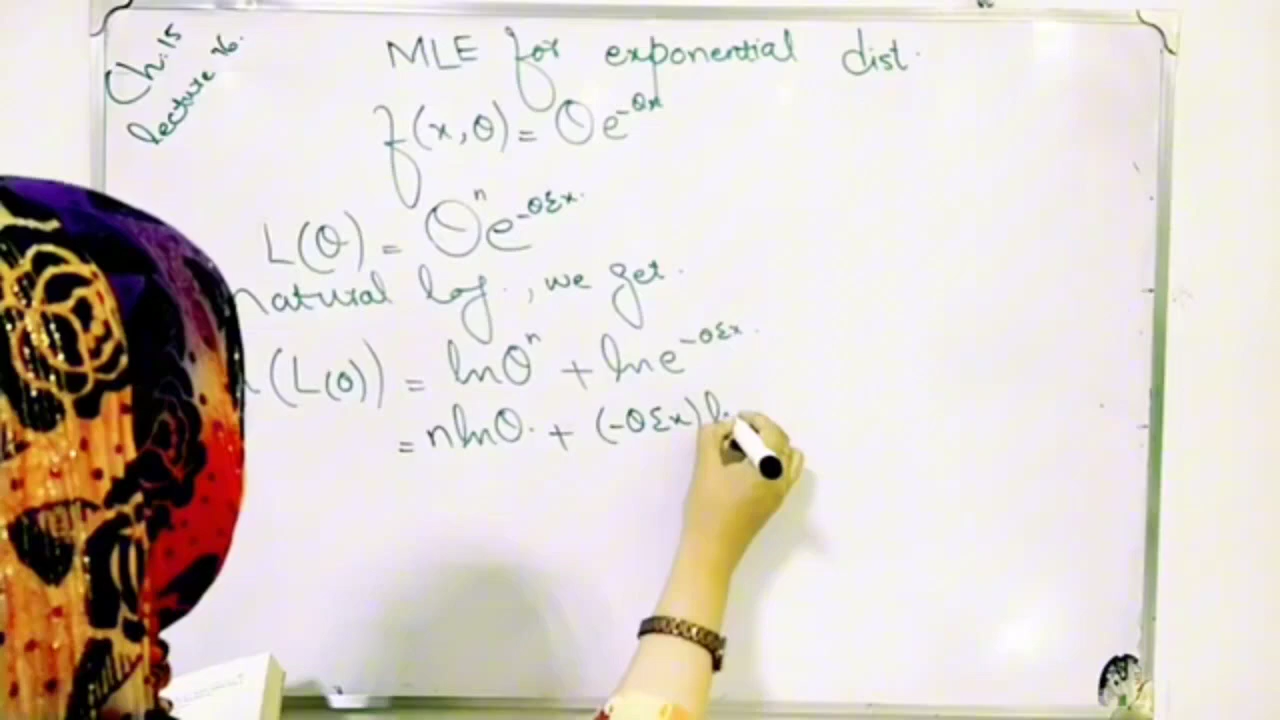 Ch. 15
lecture 26.
MLE for exponential dist.
f(x,θ) = θe^-θx
L(θ) = θ^n e^-θΣx.
natural log., we get.
(L(θ)) = lnθ^n + lne^-θΣx.
= nlnθ. + (-θΣx)